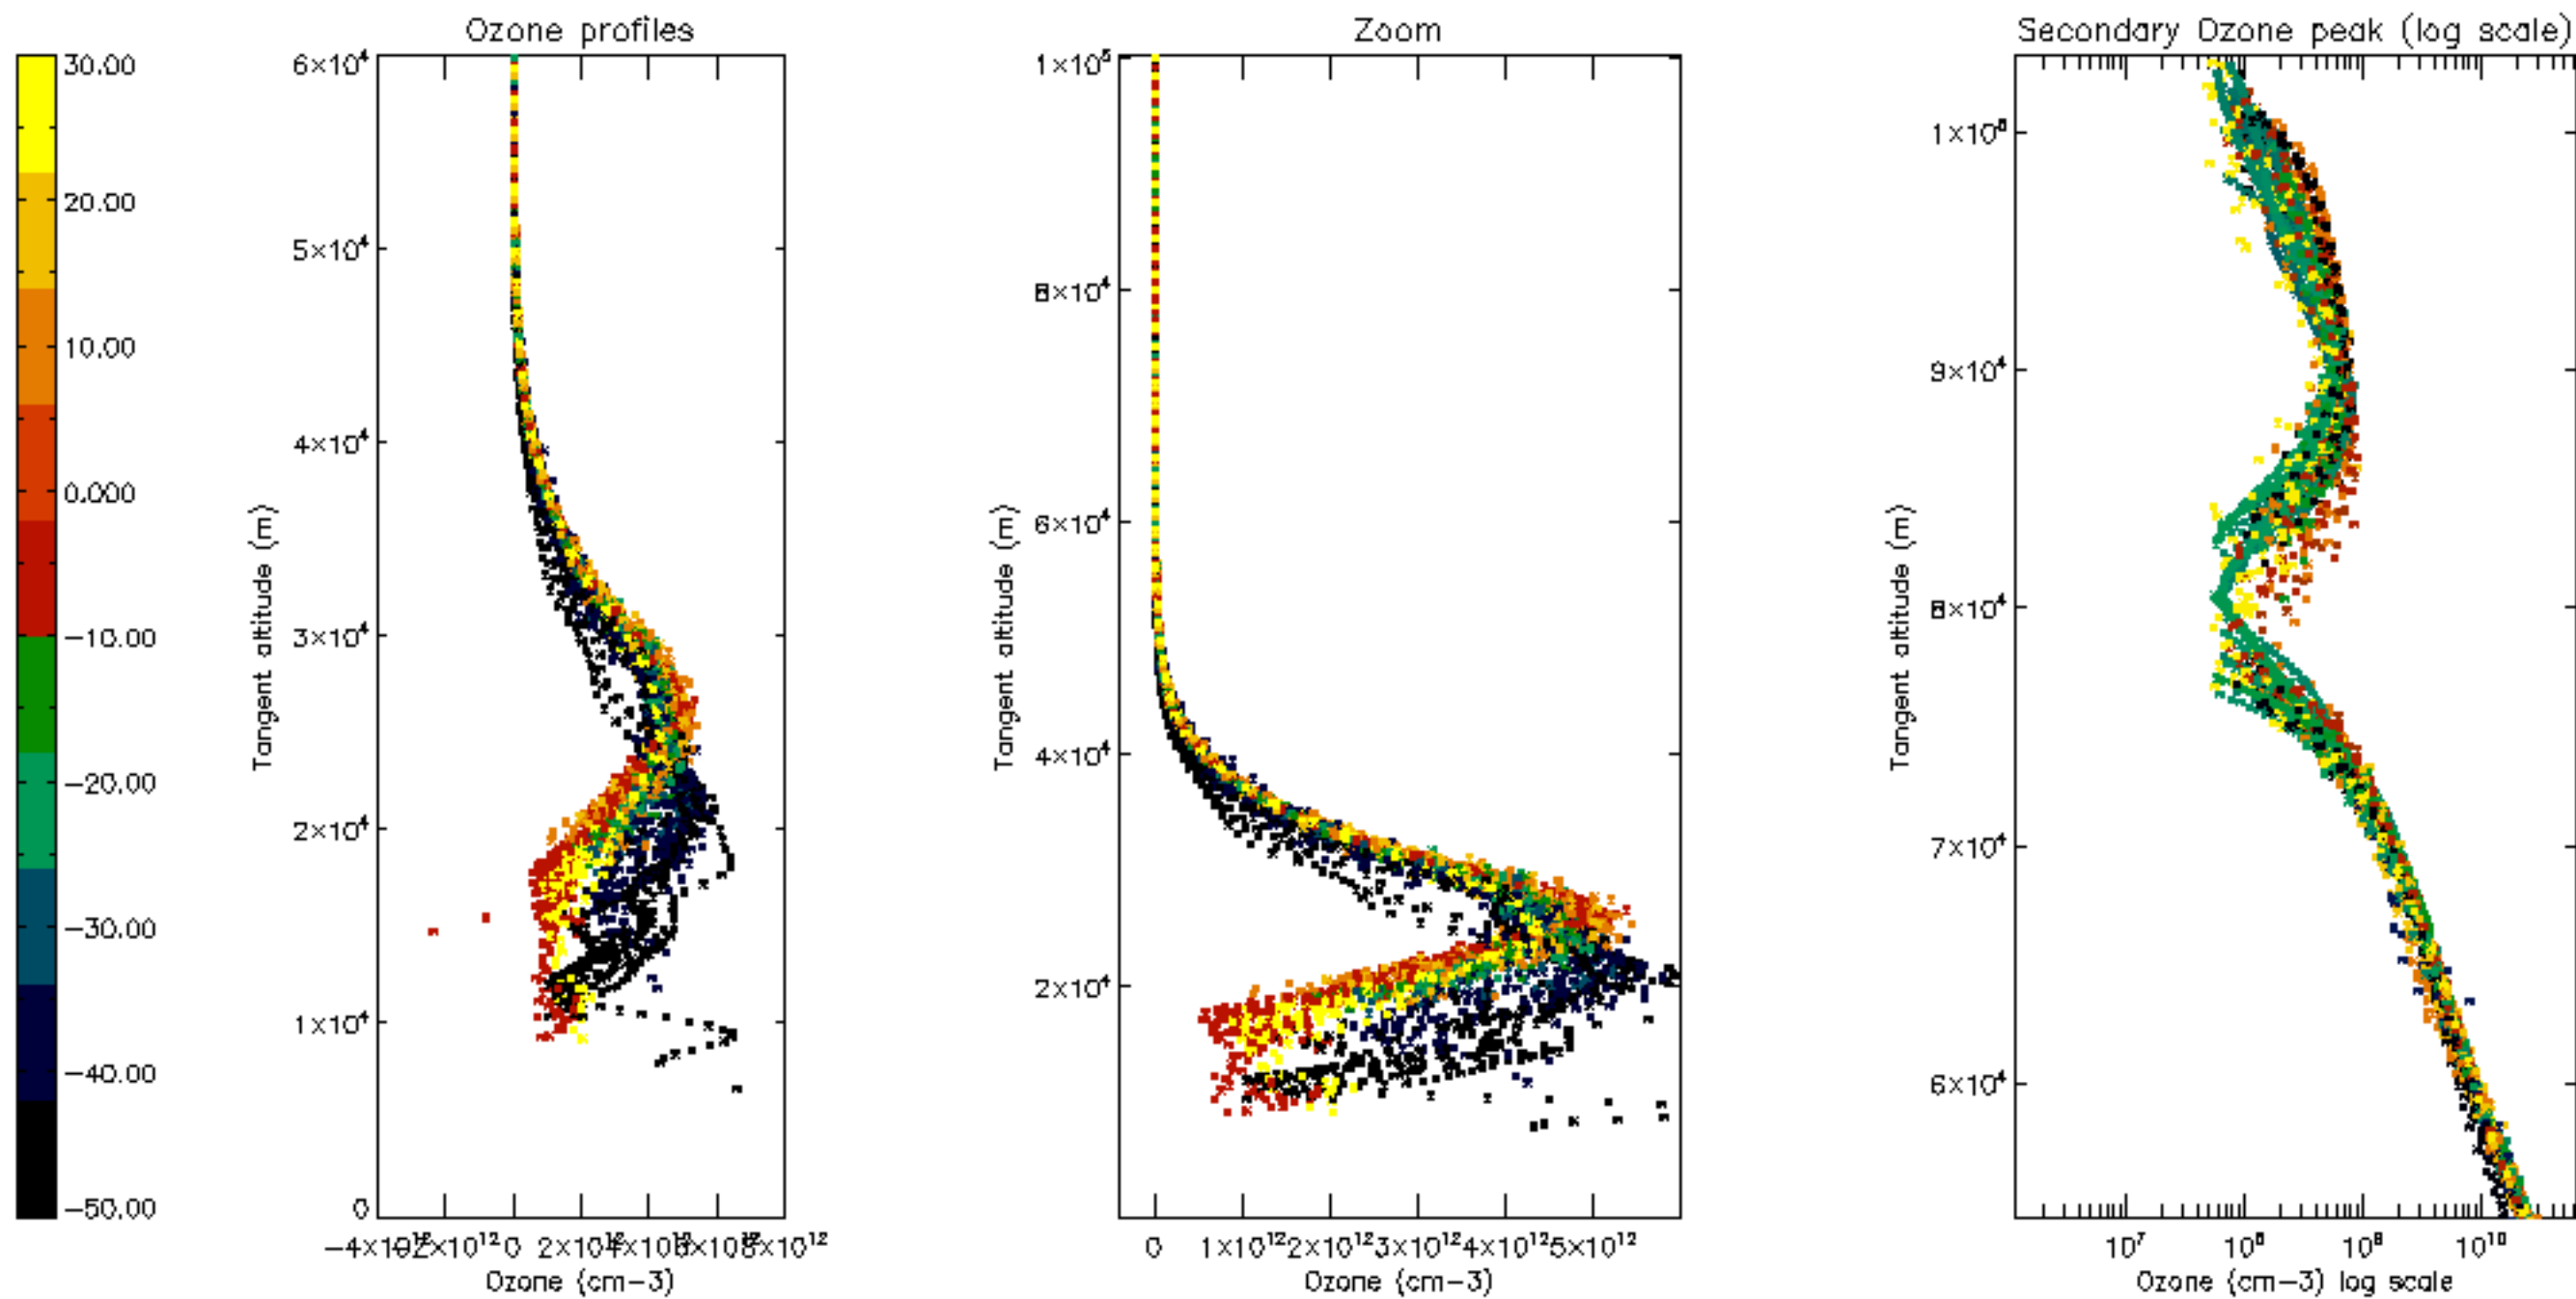 Ozone profiles
Zoom
Secondary Ozone peak (log scale)
30.00
20.00
10.00
0.000
−10.00
−20.00
−30.00
−40.00
−50.00
Tangent altitude (m)
6×10⁴
5×10⁴
4×10⁴
3×10⁴
2×10⁴
1×10⁴
0
0
Ozone (cm−3)
Tangent altitude (m)
1×10⁵
8×10⁴
6×10⁴
4×10⁴
2×10⁴
0 1×10¹² 2×10¹² 3×10¹² 4×10¹² 5×10¹²
Ozone (cm−3)
Tangent altitude (m)
9×10⁴
8×10⁴
7×10⁴
6×10⁴
10⁷ 10⁸ 10⁹ 10¹⁰
Ozone (cm−3) log scale